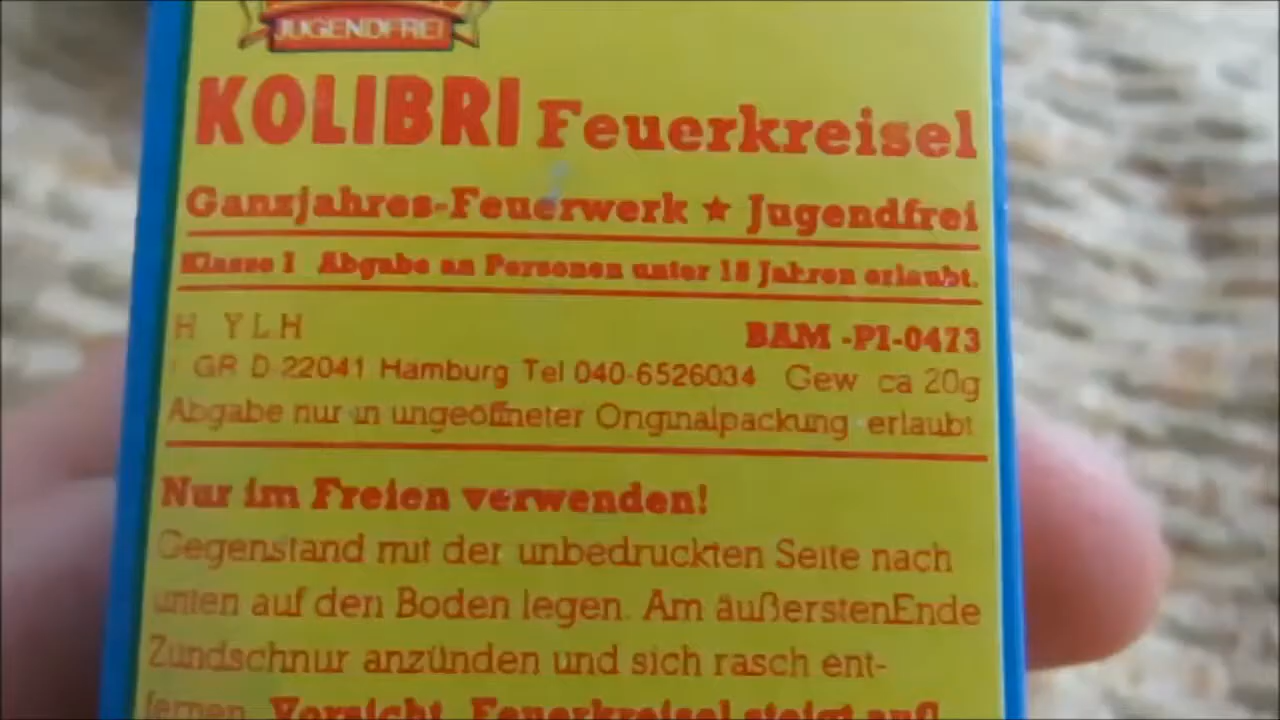 JUGENDFREI
KOLIBRI Feuerkreisel
Ganzjahres-Feuerwerk ★ Jugendfrei
Klasse 1 Abgabe an Personen unter 18 Jahren erlaubt.
H YLH BAM -PI-0473
GR D-22041 Hamburg Tel 040-6526034 Gew ca 20g
Abgabe nur in ungeöffneter Originalpackung erlaubt
Nur im Freien verwenden!
Gegenstand mit der unbedruckten Seite nach
unten auf den Boden legen. Am äußerstenEnde
Zundschnur anzünden und sich rasch ent-
fernen. Vorsicht, Feuerkreisel steigt auf!